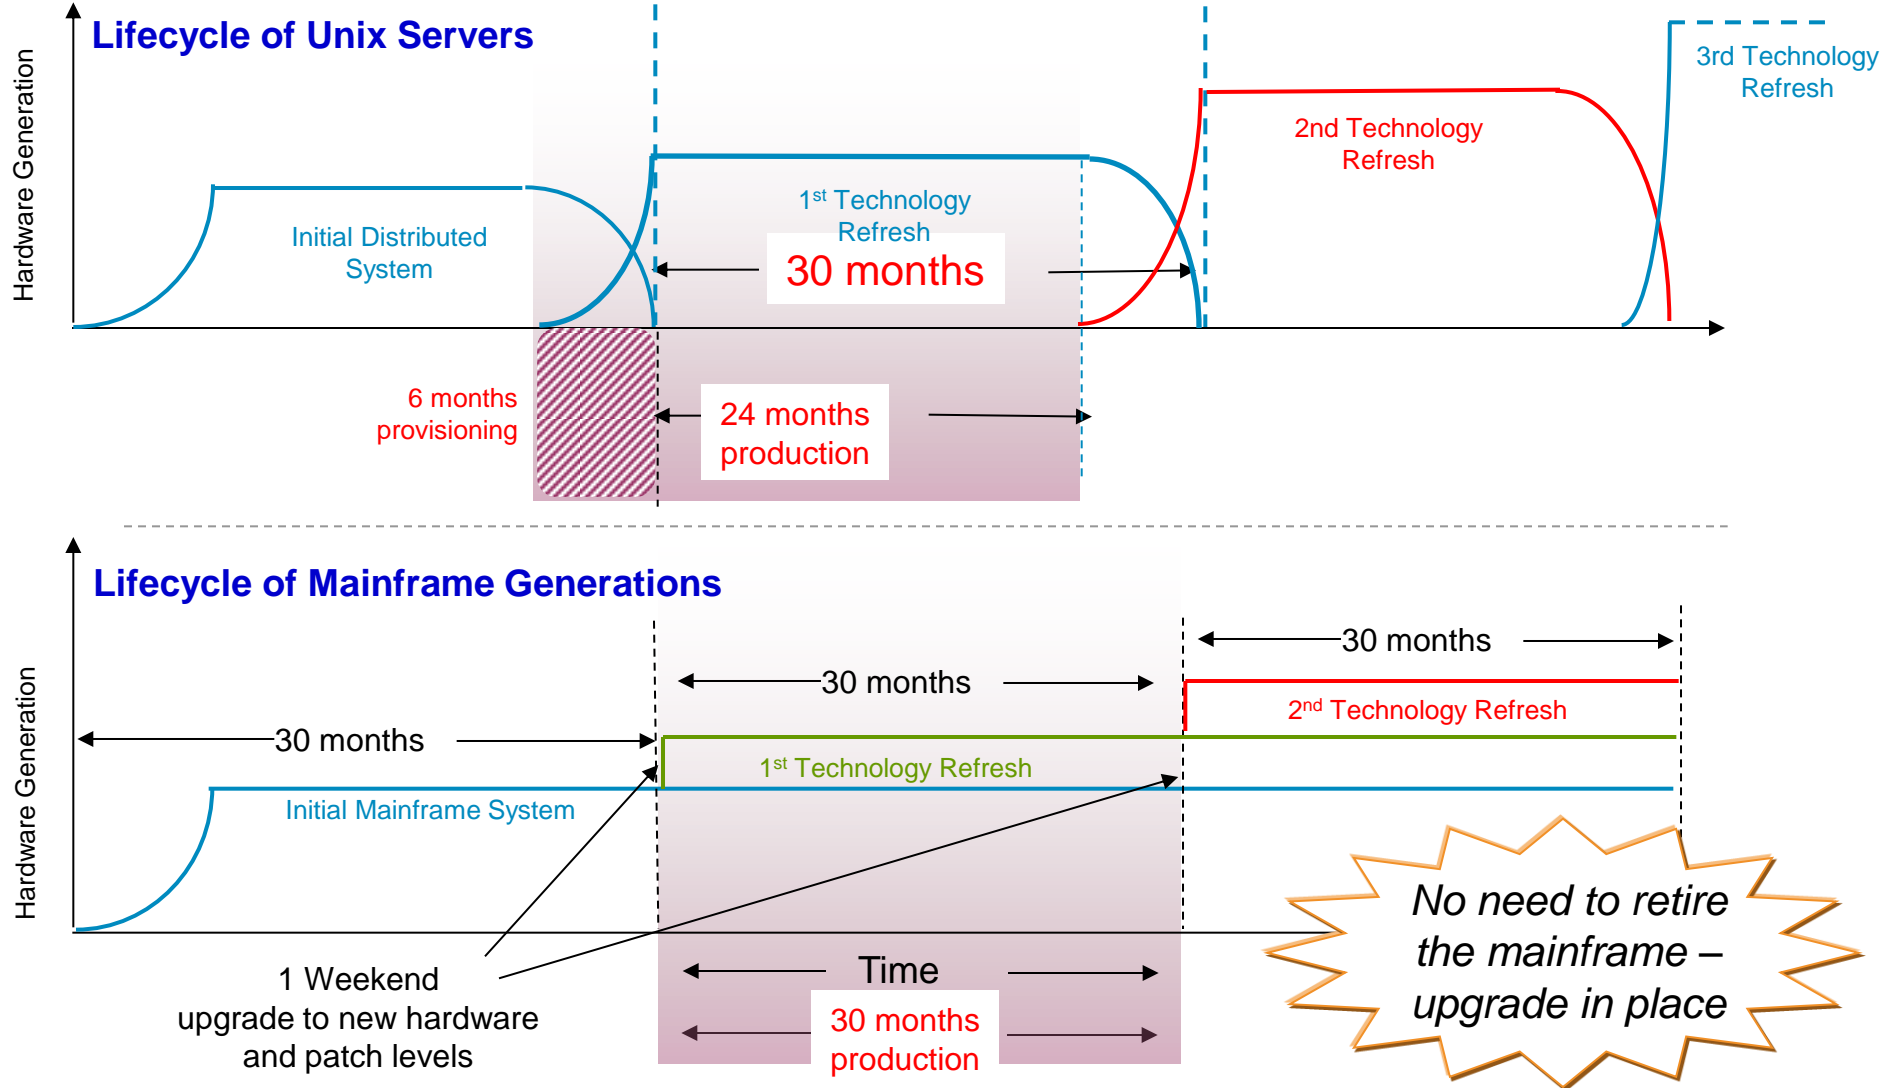 Lifecycle of Unix Servers
Hardware Generation
Initial Distributed
System
1st Technology
Refresh
30 months
2nd Technology
Refresh
3rd Technology
Refresh
6 months
provisioning
24 months
production
Lifecycle of Mainframe Generations
Hardware Generation
30 months
30 months
30 months
2nd Technology Refresh
1st Technology Refresh
Initial Mainframe System
1 Weekend
upgrade to new hardware
and patch levels
Time
30 months
production
No need to retire
the mainframe –
upgrade in place